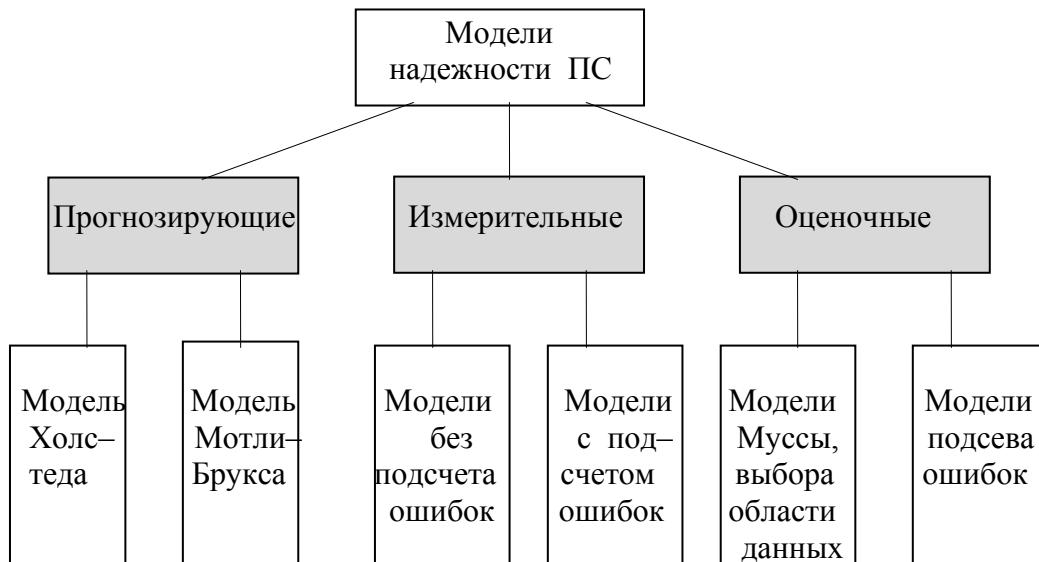 Модели
надежности ПС
Прогнозирующие
Измерительные
Оценочные
Модель
Холс–
теда
Модель
Мотли–
Брукса
Модели
без
подсчета
ошибок
Модели
с под–
счетом
ошибок
Модели
Муссы,
выбора
области
данных
Модели
подсева
ошибок